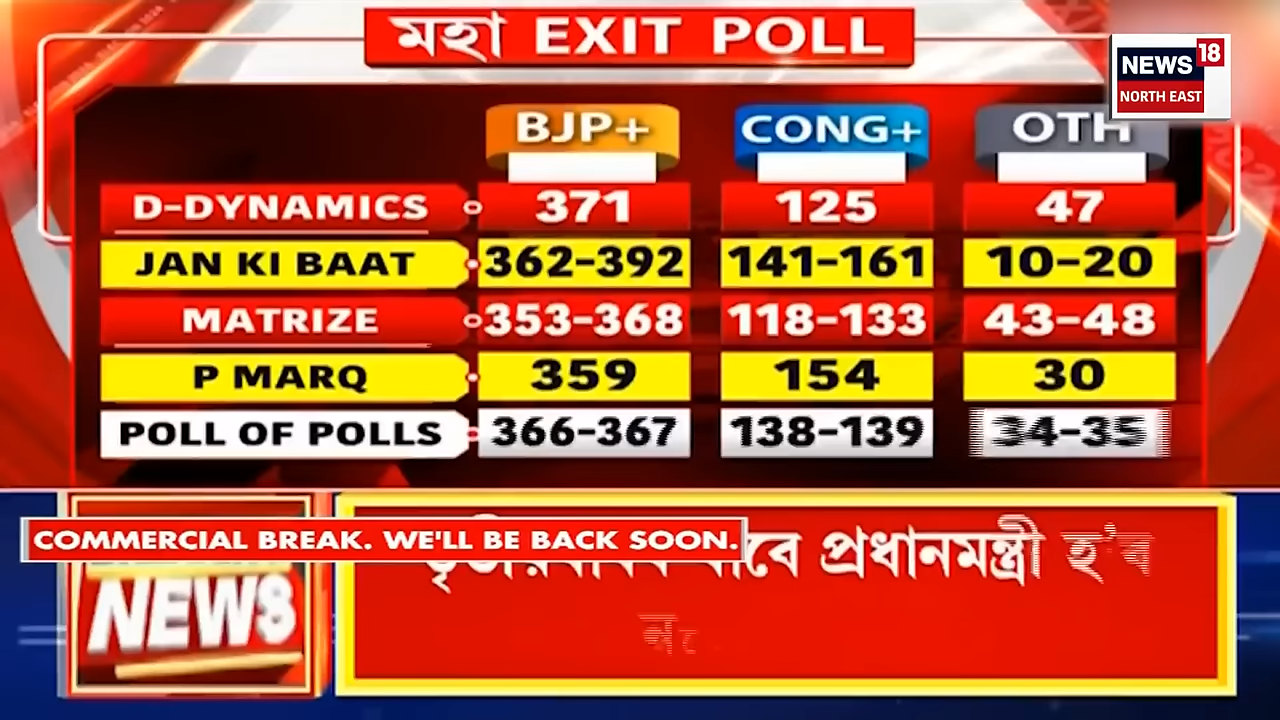 মহা EXIT POLL
NEWS 18
NORTH EAST
BJP+ CONG+ OTH
D-DYNAMICS 371 125 47
JAN KI BAAT 362-392 141-161 10-20
MATRIZE 353-368 118-133 43-48
P MARQ 359 154 30
POLL OF POLLS 366-367 138-139 34-35
COMMERCIAL BREAK. WE'LL BE BACK SOON.
প্ৰধানমন্ত্ৰী হ'ব
NEWS